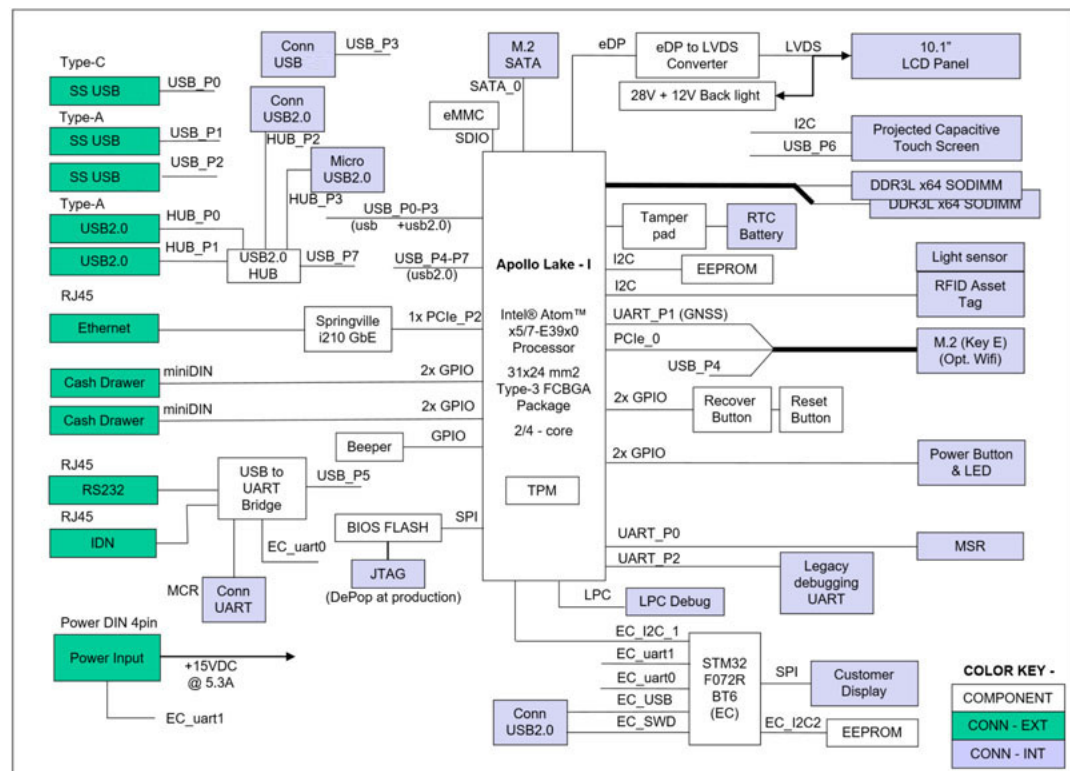 Type-C
SS USB
USB_P0
Type-A
SS USB
USB_P1
SS USB
USB_P2
Type-A
USB2.0
HUB_P0
USB2.0
HUB_P1
USB2.0
HUB
USB_P7
Conn
USB
USB_P3
Conn
USB2.0
HUB_P2
Micro
USB2.0
HUB_P3
M.2
SATA
SATA_0
eMMC
SDIO
USB_P0-P3
(usb +usb2.0)
USB_P4-P7
(usb2.0)
RJ45
Ethernet
Springville
i210 GbE
1x PCIe_P2
Cash Drawer
miniDIN
2x GPIO
Cash Drawer
miniDIN
2x GPIO
Beeper
GPIO
RJ45
RS232
RJ45
IDN
USB to
UART
Bridge
USB_P5
EC_uart0
MCR
Conn
UART
BIOS FLASH
SPI
JTAG
(DePop at production)
Power DIN 4pin
Power Input
+15VDC
@ 5.3A
EC_uart1
Apollo Lake - I
Intel® Atom™
x5/7-E39x0
Processor
31x24 mm2
Type-3 FCBGA
Package
2/4 - core
TPM
eDP
eDP to LVDS
Converter
LVDS
10.1"
LCD Panel
28V + 12V Back light
I2C
USB_P6
Projected Capacitive
Touch Screen
DDR3L x64 SODIMM
DDR3L x64 SODIMM
Tamper
pad
RTC
Battery
I2C
EEPROM
Light sensor
I2C
RFID Asset
Tag
UART_P1 (GNSS)
PCIe_0
USB_P4
M.2 (Key E)
(Opt. Wifi)
2x GPIO
Recover
Button
Reset
Button
2x GPIO
Power Button
& LED
UART_P0
MSR
UART_P2
Legacy
debugging
UART
LPC
LPC Debug
EC_I2C_1
EC_uart1
EC_uart0
EC_USB
EC_SWD
Conn
USB2.0
STM32
F072R
BT6
(EC)
SPI
Customer
Display
EC_I2C2
EEPROM
COLOR KEY -
COMPONENT
CONN - EXT
CONN - INT